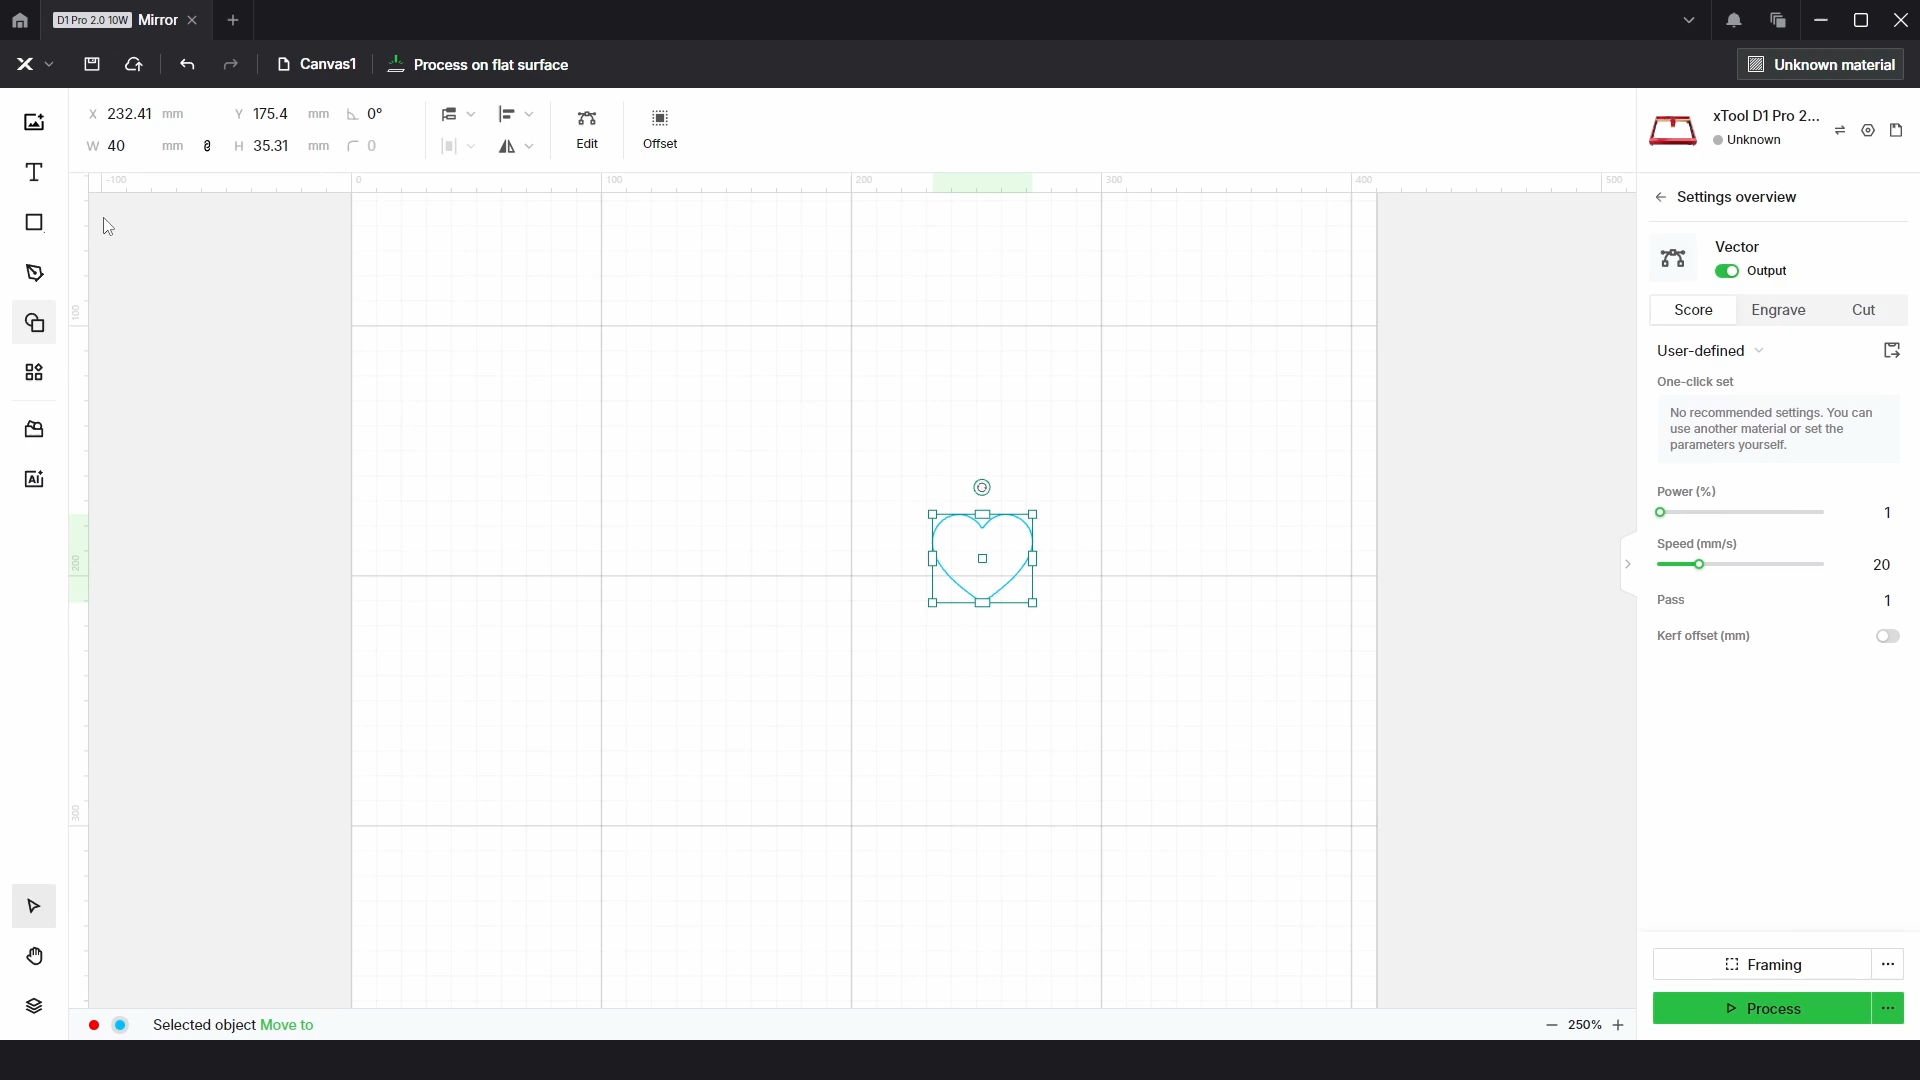 D1 Pro 2.0 10W Mirror
Canvas1
Process on flat surface
Unknown material
X 232.41 mm Y 175.4 mm 0°
W 40 mm H 35.31 mm 0
Edit
Offset
xTool D1 Pro 2...
Unknown
-100 0 100 200 300 400 500
100
200
300
AI
Settings overview
Vector
Output
Score Engrave Cut
User-defined
One-click set
No recommended settings. You can
use another material or set the
parameters yourself.
Power (%)
1
Speed (mm/s)
20
Pass 1
Kerf offset (mm)
Framing
Process
Selected object Move to
250%